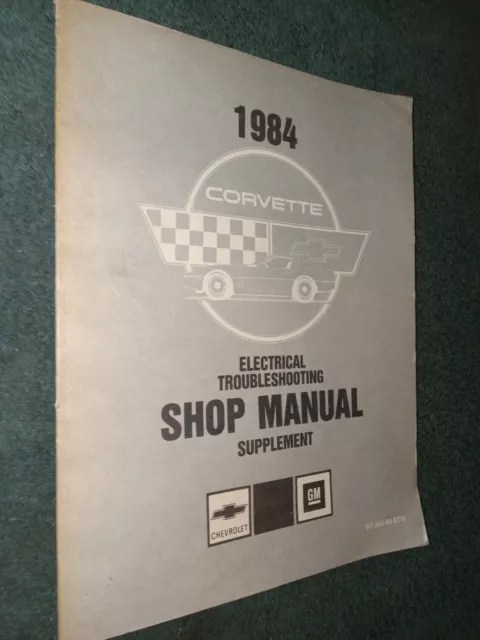 1984
CORVETTE
ELECTRICAL
TROUBLESHOOTING
SHOP MANUAL
SUPPLEMENT
CHEVROLET
GM